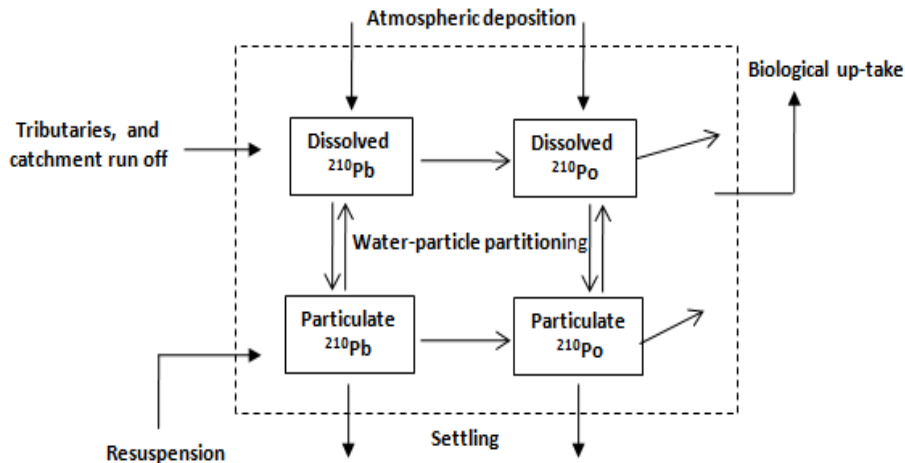 Atmospheric deposition
Biological up-take
Tributaries, and
catchment run off
Dissolved
²¹⁰Pb
Dissolved
²¹⁰Po
Water-particle partitioning
Particulate
²¹⁰Pb
Particulate
²¹⁰Po
Resuspension
Settling